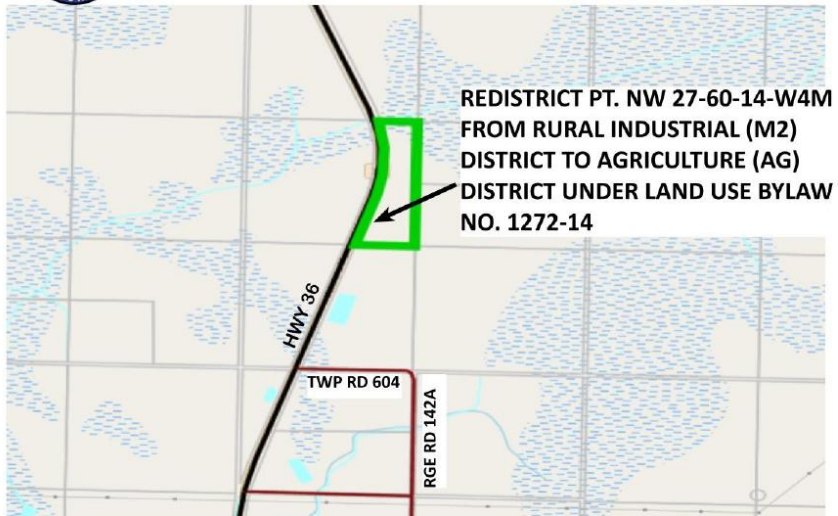 REDISTRICT PT. NW 27-60-14-W4M
FROM RURAL INDUSTRIAL (M2)
DISTRICT TO AGRICULTURE (AG)
DISTRICT UNDER LAND USE BYLAW
NO. 1272-14
HWY 36
TWP RD 604
RGE RD 142A